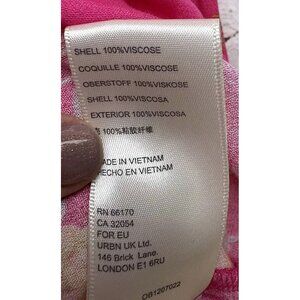 SHELL 100%VISCOSE
COQUILLE 100%VISCOSE
OBERSTOFF 100%VISKOSE
SHELL 100%VISCOSA
EXTERIOR 100%VISCOSA
100%粘胶纤维
MADE IN VIETNAM
HECHO EN VIETNAM
RN 66170
CA 32054
FOR EU
URBN UK Ltd.
146 Brick Lane.
LONDON E1 6RU
OB1207022